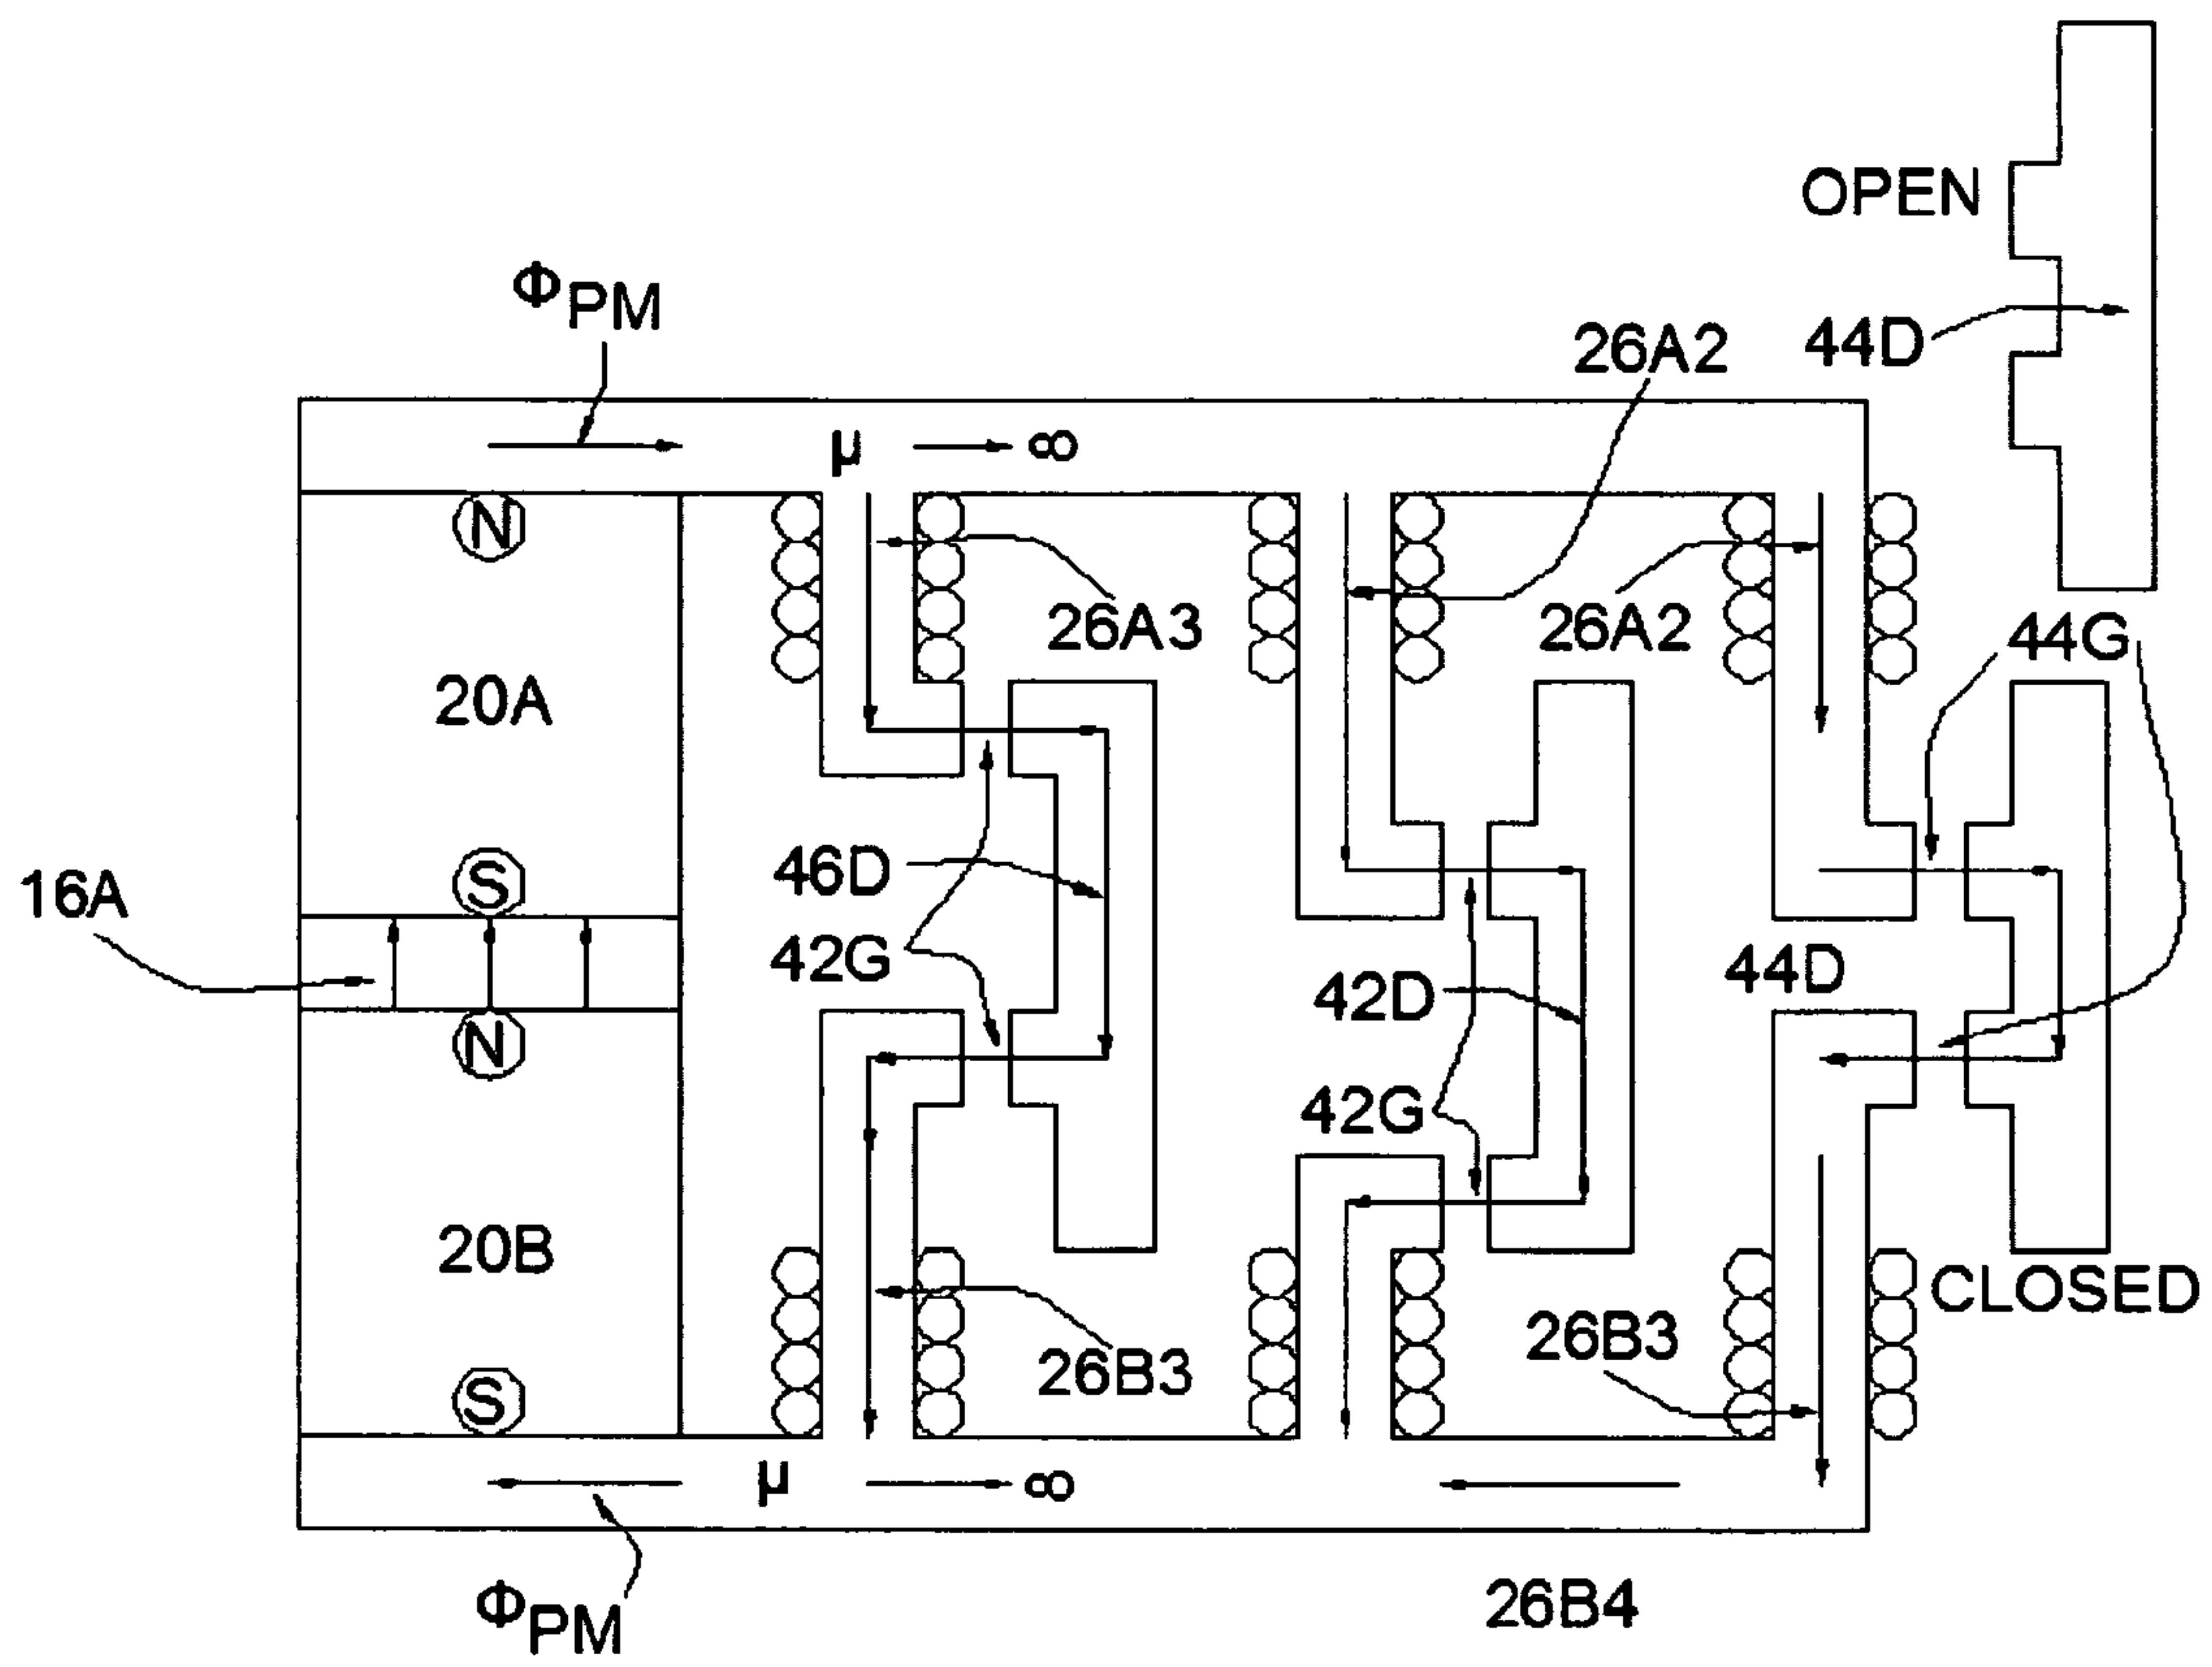 OPEN
ΦPM
26A2
44D
μ → ∞
N
26A3
26A2
44G
20A
S
46D
16A
42G
42D
44D
N
42G
20B
CLOSED
26B3
26B3
S
μ → ∞
ΦPM
26B4